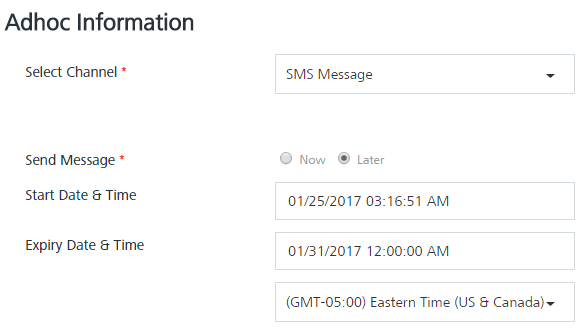 Adhoc Information
Select Channel * SMS Message
Send Message * Now Later
Start Date & Time 01/25/2017 03:16:51 AM
Expiry Date & Time 01/31/2017 12:00:00 AM
(GMT-05:00) Eastern Time (US & Canada)